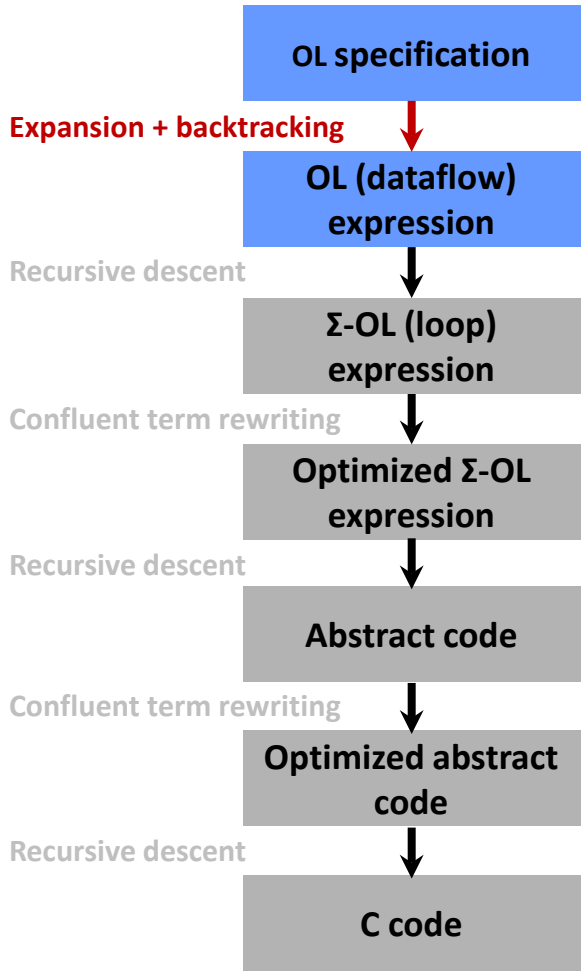 OL specification
Expansion + backtracking
OL (dataflow)
expression
Recursive descent
Σ-OL (loop)
expression
Confluent term rewriting
Optimized Σ-OL
expression
Recursive descent
Abstract code
Confluent term rewriting
Optimized abstract
code
Recursive descent
C code